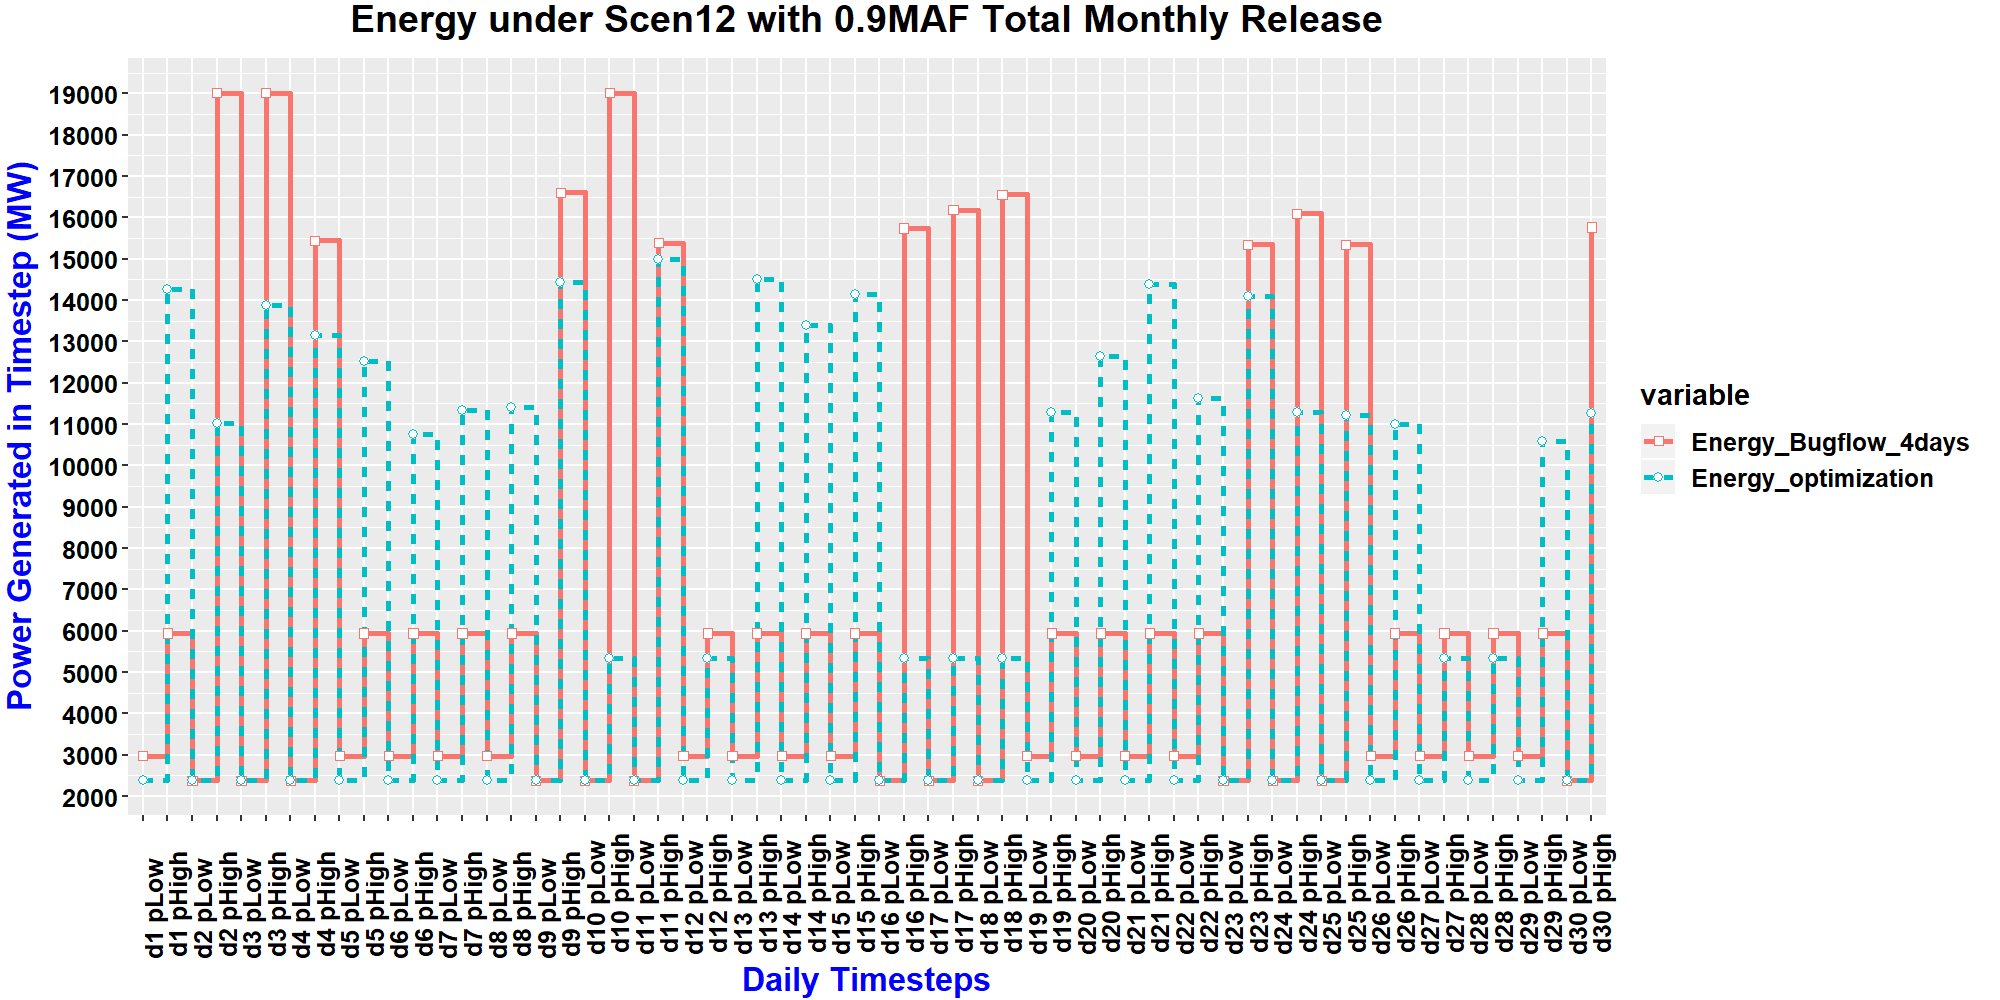 Energy under Scen12 with 0.9MAF Total Monthly Release
Power Generated in Timestep (MW)
19000
18000
17000
16000
15000
14000
13000
12000
11000
10000
9000
8000
7000
6000
5000
4000
3000
2000
variable
Energy_Bugflow_4days
Energy_optimization
d1 pLow
d1 pHigh
d2 pLow
d2 pHigh
d3 pLow
d3 pHigh
d4 pLow
d4 pHigh
d5 pLow
d5 pHigh
d6 pLow
d6 pHigh
d7 pLow
d7 pHigh
d8 pLow
d8 pHigh
d9 pLow
d9 pHigh
d10 pLow
d10 pHigh
d11 pLow
d11 pHigh
d12 pLow
d12 pHigh
d13 pLow
d13 pHigh
d14 pLow
d14 pHigh
d15 pLow
d15 pHigh
d16 pLow
d16 pHigh
d17 pLow
d17 pHigh
d18 pLow
d18 pHigh
d19 pLow
d19 pHigh
d20 pLow
d20 pHigh
d21 pLow
d21 pHigh
d22 pLow
d22 pHigh
d23 pLow
d23 pHigh
d24 pLow
d24 pHigh
d25 pLow
d25 pHigh
d26 pLow
d26 pHigh
d27 pLow
d27 pHigh
d28 pLow
d28 pHigh
d29 pLow
d29 pHigh
d30 pLow
d30 pHigh
Daily Timesteps